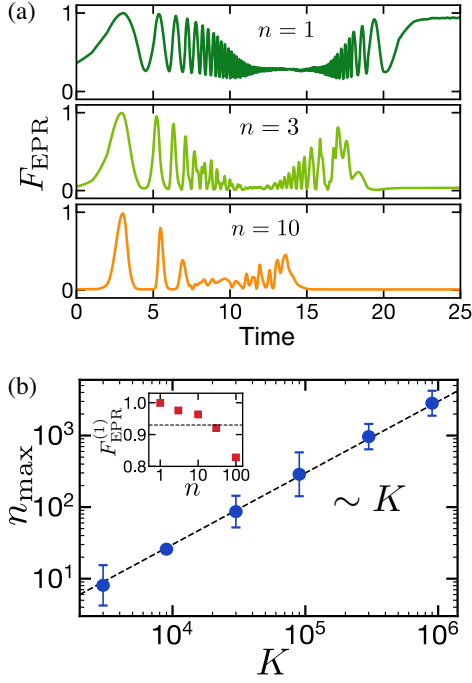 (a)
1
n = 1
0
1
n = 3
0
F_EPR
1
n = 10
0
0 5 10 15 20 25
Time
(b)
10^3
10^2
10^1
n_max
1.0
0.9
0.8
F_EPR^(1)
1 10 100
n
~ K
10^4 10^5 10^6
K